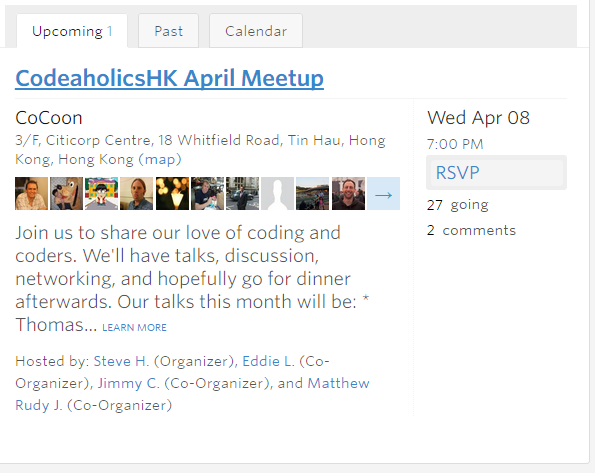 Upcoming 1
Past
Calendar
CodeaholicsHK April Meetup
CoCoon
3/F, Citicorp Centre, 18 Whitfield Road, Tin Hau, Hong
Kong, Hong Kong (map)
→
Join us to share our love of coding and
coders. We'll have talks, discussion,
networking, and hopefully go for dinner
afterwards. Our talks this month will be: *
Thomas... LEARN MORE
Hosted by: Steve H. (Organizer), Eddie L. (Co-
Organizer), Jimmy C. (Co-Organizer), and Matthew
Rudy J. (Co-Organizer)
Wed Apr 08
7:00 PM
RSVP
27 going
2 comments